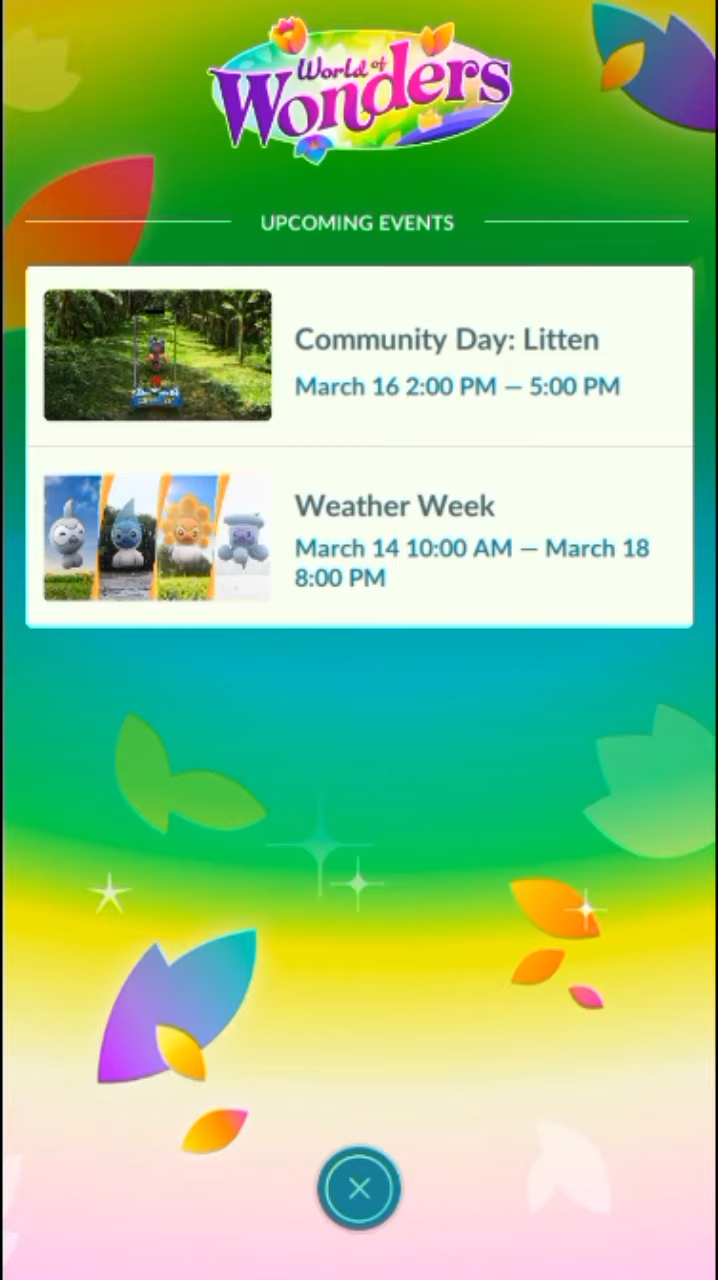 World of
Wonders
UPCOMING EVENTS
Community Day: Litten
March 16 2:00 PM — 5:00 PM
Weather Week
March 14 10:00 AM — March 18
8:00 PM